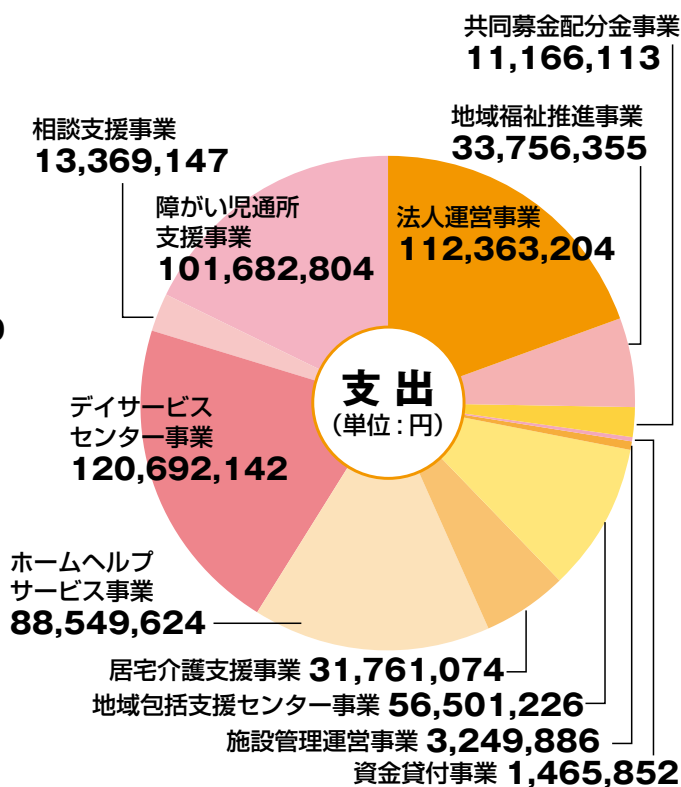 共同募金配分金事業
11,166,113
地域福祉推進事業
33,756,355
相談支援事業
13,369,147
障がい児通所
支援事業
101,682,804
法人運営事業
112,363,204
支出
(単位:円)
デイサービス
センター事業
120,692,142
ホームヘルプ
サービス事業
88,549,624
居宅介護支援事業 31,761,074
地域包括支援センター事業 56,501,226
施設管理運営事業 3,249,886
資金貸付事業 1,465,852